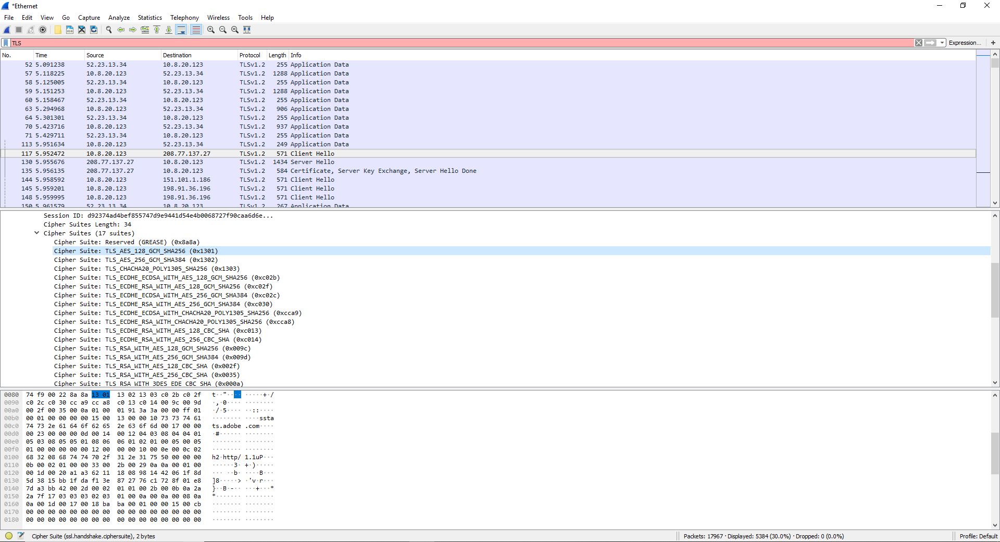 *Ethernet
File Edit View Go Capture Analyze Statistics Telephony Wireless Tools Help
TLS Expression... +
No. Time Source Destination Protocol Length Info
52 5.091238 52.23.13.34 10.8.20.123 TLSv1.2 255 Application Data
57 5.118225 10.8.20.123 52.23.13.34 TLSv1.2 1288 Application Data
58 5.125005 52.23.13.34 10.8.20.123 TLSv1.2 255 Application Data
59 5.151253 10.8.20.123 52.23.13.34 TLSv1.2 1288 Application Data
60 5.158467 52.23.13.34 10.8.20.123 TLSv1.2 255 Application Data
63 5.294968 10.8.20.123 52.23.13.34 TLSv1.2 906 Application Data
64 5.301301 52.23.13.34 10.8.20.123 TLSv1.2 255 Application Data
70 5.423716 10.8.20.123 52.23.13.34 TLSv1.2 937 Application Data
71 5.429711 52.23.13.34 10.8.20.123 TLSv1.2 255 Application Data
113 5.951634 10.8.20.123 52.23.13.34 TLSv1.2 249 Application Data
117 5.952472 10.8.20.123 208.77.137.27 TLSv1.2 571 Client Hello
130 5.955676 208.77.137.27 10.8.20.123 TLSv1.2 1434 Server Hello
135 5.956135 208.77.137.27 10.8.20.123 TLSv1.2 584 Certificate, Server Key Exchange, Server Hello Done
144 5.958592 10.8.20.123 151.101.1.186 TLSv1.2 571 Client Hello
145 5.959201 10.8.20.123 198.91.36.196 TLSv1.2 571 Client Hello
148 5.959995 10.8.20.123 198.91.36.196 TLSv1.2 571 Client Hello
150 5.961579 52.23.13.34 10.8.20.123 TLSv1.2 267 Application Data
Session ID: d92374ad4bef855747d9e9441d54e4b0068727f90caa6d6e...
Cipher Suites Length: 34
Cipher Suites (17 suites)
Cipher Suite: Reserved (GREASE) (0x8a8a)
Cipher Suite: TLS_AES_128_GCM_SHA256 (0x1301)
Cipher Suite: TLS_AES_256_GCM_SHA384 (0x1302)
Cipher Suite: TLS_CHACHA20_POLY1305_SHA256 (0x1303)
Cipher Suite: TLS_ECDHE_ECDSA_WITH_AES_128_GCM_SHA256 (0xc02b)
Cipher Suite: TLS_ECDHE_RSA_WITH_AES_128_GCM_SHA256 (0xc02f)
Cipher Suite: TLS_ECDHE_ECDSA_WITH_AES_256_GCM_SHA384 (0xc02c)
Cipher Suite: TLS_ECDHE_RSA_WITH_AES_256_GCM_SHA384 (0xc030)
Cipher Suite: TLS_ECDHE_ECDSA_WITH_CHACHA20_POLY1305_SHA256 (0xcca9)
Cipher Suite: TLS_ECDHE_RSA_WITH_CHACHA20_POLY1305_SHA256 (0xcca8)
Cipher Suite: TLS_ECDHE_RSA_WITH_AES_128_CBC_SHA (0xc013)
Cipher Suite: TLS_ECDHE_RSA_WITH_AES_256_CBC_SHA (0xc014)
Cipher Suite: TLS_RSA_WITH_AES_128_GCM_SHA256 (0x009c)
Cipher Suite: TLS_RSA_WITH_AES_256_GCM_SHA384 (0x009d)
Cipher Suite: TLS_RSA_WITH_AES_128_CBC_SHA (0x002f)
Cipher Suite: TLS_RSA_WITH_AES_256_CBC_SHA (0x0035)
Cipher Suite: TLS_RSA_WITH_3DES_EDE_CBC_SHA (0x000a)
0080 74 f9 00 22 8a 8a 13 01 13 02 13 03 c0 2b c0 2f t··"···· ·····+·/
0090 c0 2c c0 30 cc a9 cc a8 c0 13 c0 14 00 9c 00 9d ·,·0···· ········
00a0 00 2f 00 35 00 0a 01 00 01 91 3a 3a 00 00 ff 01 ·/·5···· ··::····
00b0 00 01 00 00 00 00 15 00 13 00 00 10 73 73 74 61 ········ ····ssta
00c0 74 73 2e 61 64 6f 62 65 2e 63 6f 6d 00 17 00 00 ts.adobe .com····
00d0 00 23 00 00 00 0d 00 14 00 12 04 03 08 04 04 01 ·#······ ········
00e0 05 03 08 05 05 01 08 06 06 01 02 01 00 05 00 05 ········ ········
00f0 01 00 00 00 00 00 12 00 00 00 10 00 0e 00 0c 02 ········ ········
0100 68 32 08 68 74 74 70 2f 31 2e 31 75 50 00 00 00 h2·http/ 1.1uP···
0110 0b 00 02 01 00 00 33 00 2b 00 29 0a 0a 00 01 00 ······3· +·)·····
0120 00 1d 00 20 a1 a3 62 11 18 08 98 14 42 06 1f 8d ··· ··b· ····B···
0130 5d 38 15 bb 1f da f1 3e 87 27 76 c1 72 8f 01 e8 ]8·····> ·'v·r···
0140 7d a3 bb 42 00 2d 00 02 01 01 00 2b 00 0b 0a 2a }··B·-·· ···+···*
0150 2a 7f 17 03 03 03 02 03 01 00 0a 00 0a 00 08 0a *······· ········
0160 0a 00 1d 00 17 00 18 ba ba 00 01 00 00 15 00 cb ········ ········
0170 00 00 00 00 00 00 00 00 00 00 00 00 00 00 00 00 ········ ········
0180 00 00 00 00 00 00 00 00 00 00 00 00 00 00 00 00 ········ ········
Cipher Suite (ssl.handshake.ciphersuite), 2 bytes Packets: 17967 · Displayed: 5384 (30.0%) · Dropped: 0 (0.0%) Profile: Default